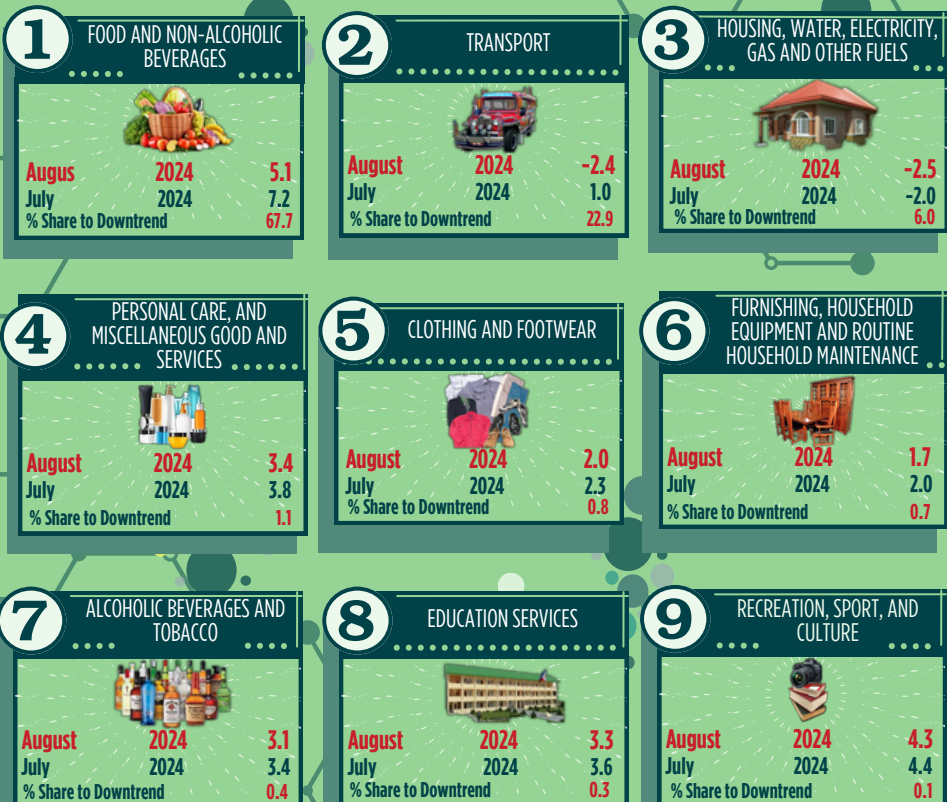 1
FOOD AND NON-ALCOHOLIC
BEVERAGES
Augus 2024 5.1
July 2024 7.2
% Share to Downtrend 67.7
2
TRANSPORT
August 2024 -2.4
July 2024 1.0
% Share to Downtrend 22.9
3
HOUSING, WATER, ELECTRICITY,
GAS AND OTHER FUELS
August 2024 -2.5
July 2024 -2.0
% Share to Downtrend 6.0
4
PERSONAL CARE, AND
MISCELLANEOUS GOOD AND
SERVICES
August 2024 3.4
July 2024 3.8
% Share to Downtrend 1.1
5
CLOTHING AND FOOTWEAR
August 2024 2.0
July 2024 2.3
% Share to Downtrend 0.8
6
FURNISHING, HOUSEHOLD
EQUIPMENT AND ROUTINE
HOUSEHOLD MAINTENANCE
August 2024 1.7
July 2024 2.0
% Share to Downtrend 0.7
7
ALCOHOLIC BEVERAGES AND
TOBACCO
August 2024 3.1
July 2024 3.4
% Share to Downtrend 0.4
8
EDUCATION SERVICES
August 2024 3.3
July 2024 3.6
% Share to Downtrend 0.3
9
RECREATION, SPORT, AND
CULTURE
August 2024 4.3
July 2024 4.4
% Share to Downtrend 0.1